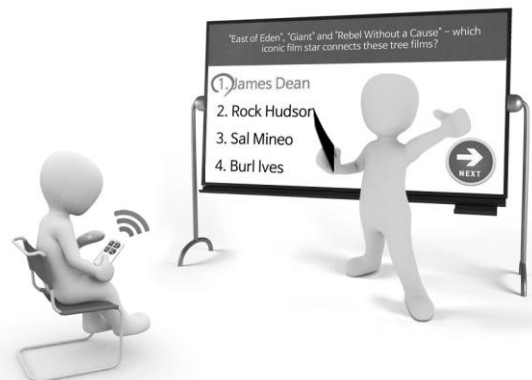 "East of Eden", "Giant" and "Rebel Without a Cause" – which
iconic film star connects these tree films?
1. James Dean
2. Rock Hudson
3. Sal Mineo
4. Burl Ives
NEXT